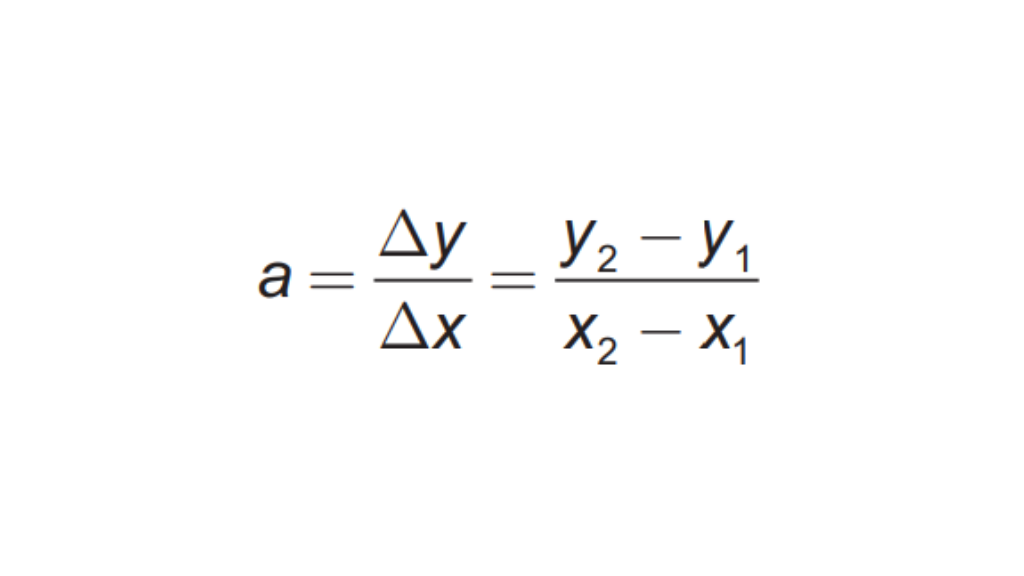 a = Δy/Δx = y₂ − y₁/x₂ − x₁